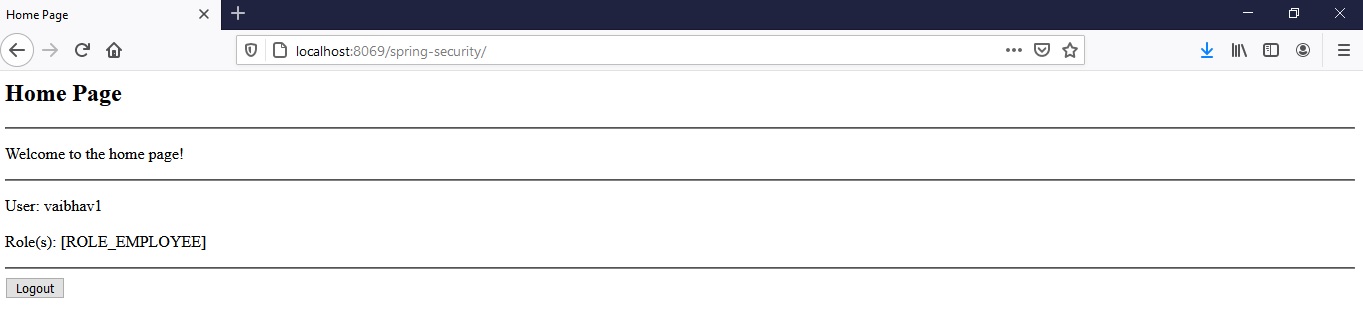 Home Page
localhost:8069/spring-security/
Home Page
Welcome to the home page!
User: vaibhav1
Role(s): [ROLE_EMPLOYEE]
Logout